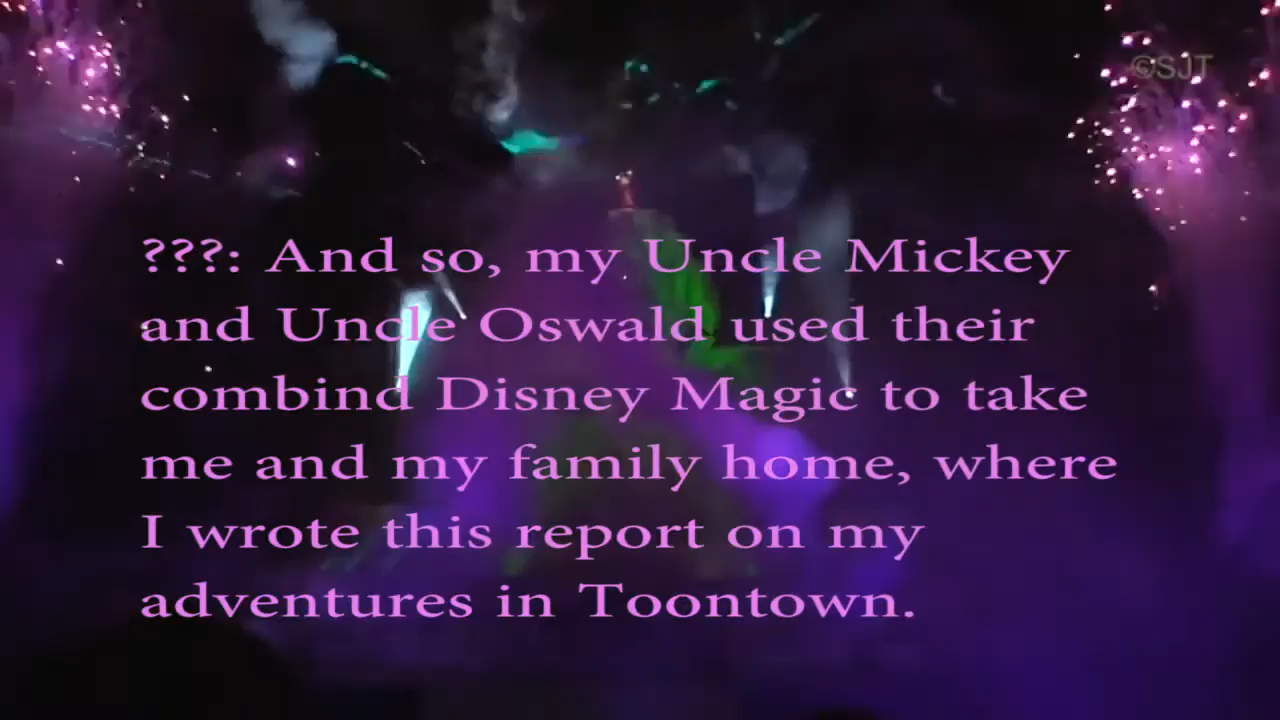 ©SJT
???: And so, my Uncle Mickey
and Uncle Oswald used their
combind Disney Magic to take
me and my family home, where
I wrote this report on my
adventures in Toontown.